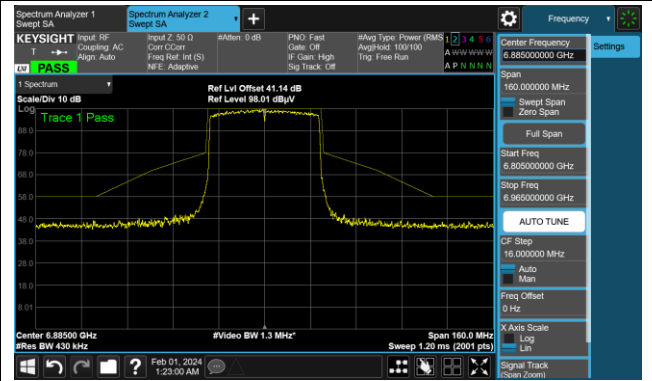 Spectrum Analyzer 1
Swept SA
Spectrum Analyzer 2
Swept SA
Frequency
KEYSIGHT
T
LW
PASS
Input: RF
Coupling: AC
Align: Auto
Input Z: 50 Ω
Corr CCorr
Freq Ref: Int (S)
NFE: Adaptive
#Atten: 0 dB
PNO: Fast
Gate: Off
IF Gain: High
Sig Track: Off
#Avg Type: Power (RMS
Avg|Hold: 100/100
Trig: Free Run
1 2 3 4 5 6
A W W W W W
A P N N N N
Center Frequency
6.885000000 GHz
Settings
Span
160.000000 MHz
Swept Span
Zero Span
Full Span
Start Freq
6.805000000 GHz
Stop Freq
6.965000000 GHz
AUTO TUNE
CF Step
16.000000 MHz
Auto
Man
Freq Offset
0 Hz
X Axis Scale
Log
Lin
Signal Track
(Span Zoom)
1 Spectrum
Scale/Div 10 dB
Ref Lvl Offset 41.14 dB
Ref Level 98.01 dBµV
Log
Trace 1 Pass
88.0
78.0
68.0
58.0
48.0
38.0
28.0
18.0
8.01
Center 6.88500 GHz
#Res BW 430 kHz
#Video BW 1.3 MHz*
Span 160.0 MHz
Sweep 1.20 ms (2001 pts)
?
Feb 01, 2024
1:23:00 AM